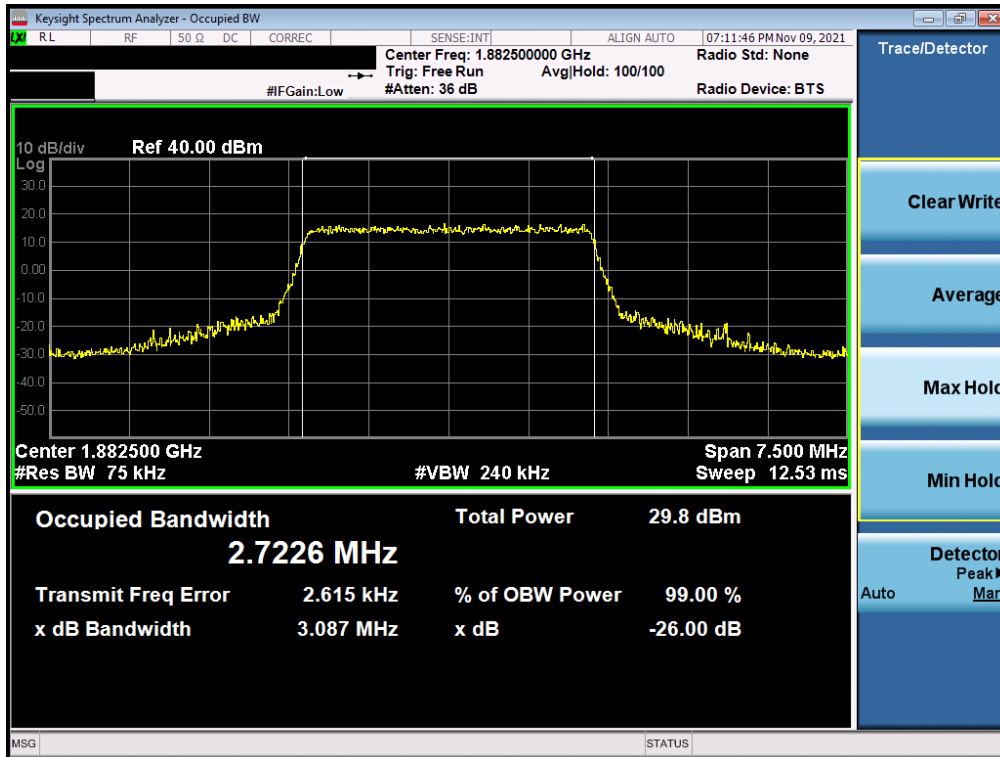 Keysight Spectrum Analyzer - Occupied BW
LXI RL RF 50 Ω DC CORREC SENSE:INT ALIGN AUTO 07:11:46 PM Nov 09, 2021
Center Freq: 1.882500000 GHz Radio Std: None
Trig: Free Run Avg|Hold: 100/100
#IFGain:Low #Atten: 36 dB Radio Device: BTS
Trace/Detector
10 dB/div Ref 40.00 dBm
Log
30.0
20.0
10.0
0.00
-10.0
-20.0
-30.0
-40.0
-50.0
Center 1.882500 GHz Span 7.500 MHz
#Res BW 75 kHz #VBW 240 kHz Sweep 12.53 ms
Clear Write
Average
Max Hold
Min Hold
Detector
Peak
Auto Man
Occupied Bandwidth Total Power 29.8 dBm
2.7226 MHz
Transmit Freq Error 2.615 kHz % of OBW Power 99.00 %
x dB Bandwidth 3.087 MHz x dB -26.00 dB
MSG STATUS